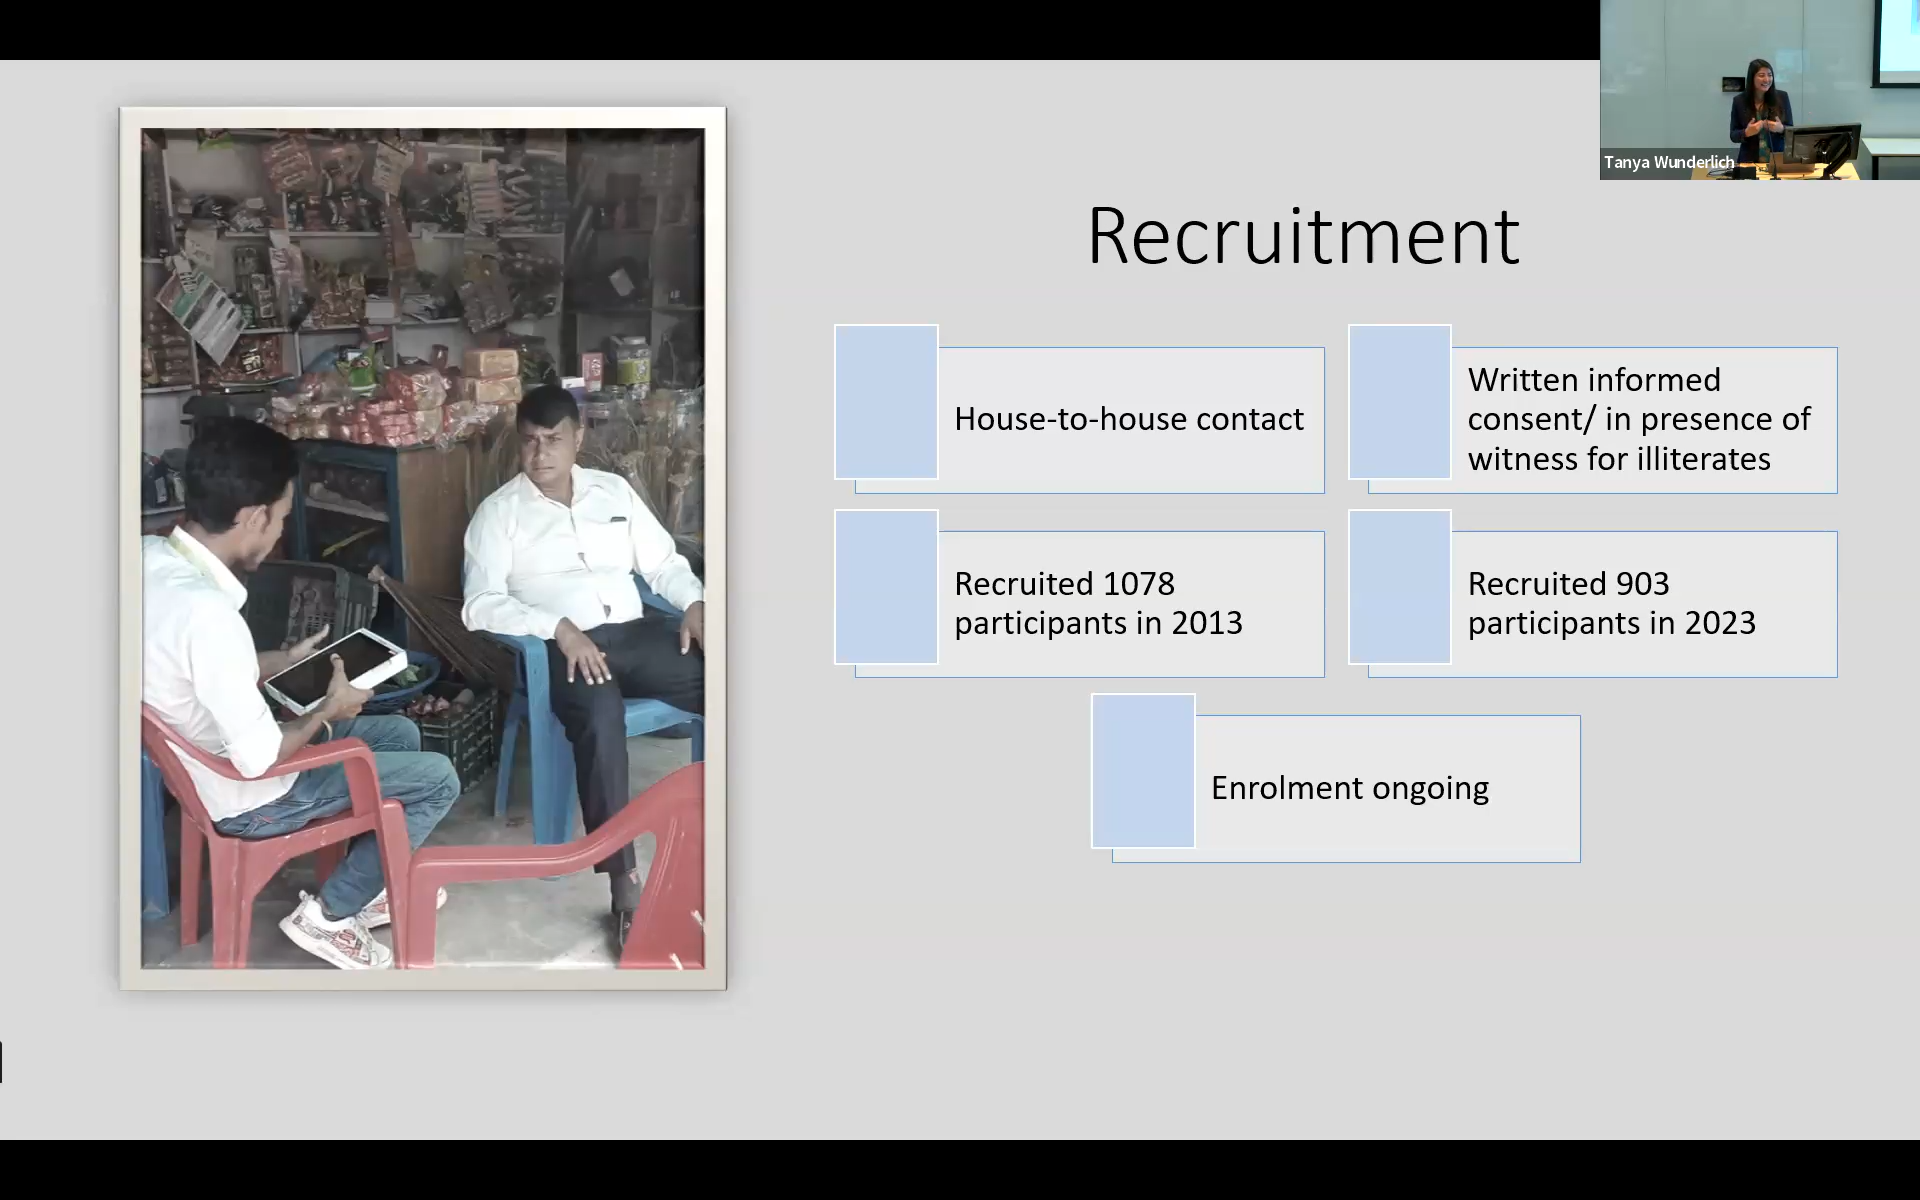 Tanya Wunderlich
Recruitment
House-to-house contact
Written informed
consent/ in presence of
witness for illiterates
Recruited 1078
participants in 2013
Recruited 903
participants in 2023
Enrolment ongoing